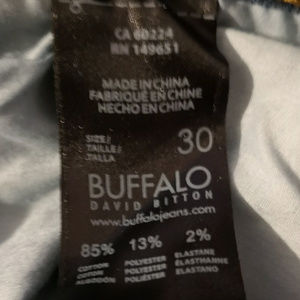 CA 60224
RN 149651
MADE IN CHINA
FABRIQUÉ EN CHINE
HECHO EN CHINA
SIZE/
TAILLE/
TALLA
30
BUFFALO
DAVID BITTON
www.buffalojeans.com
85% 13% 2%
COTTON POLYESTER ELASTANE
COTON POLYESTER ÉLASTHANNE
ALGODÓN POLIÉSTER ELASTANO